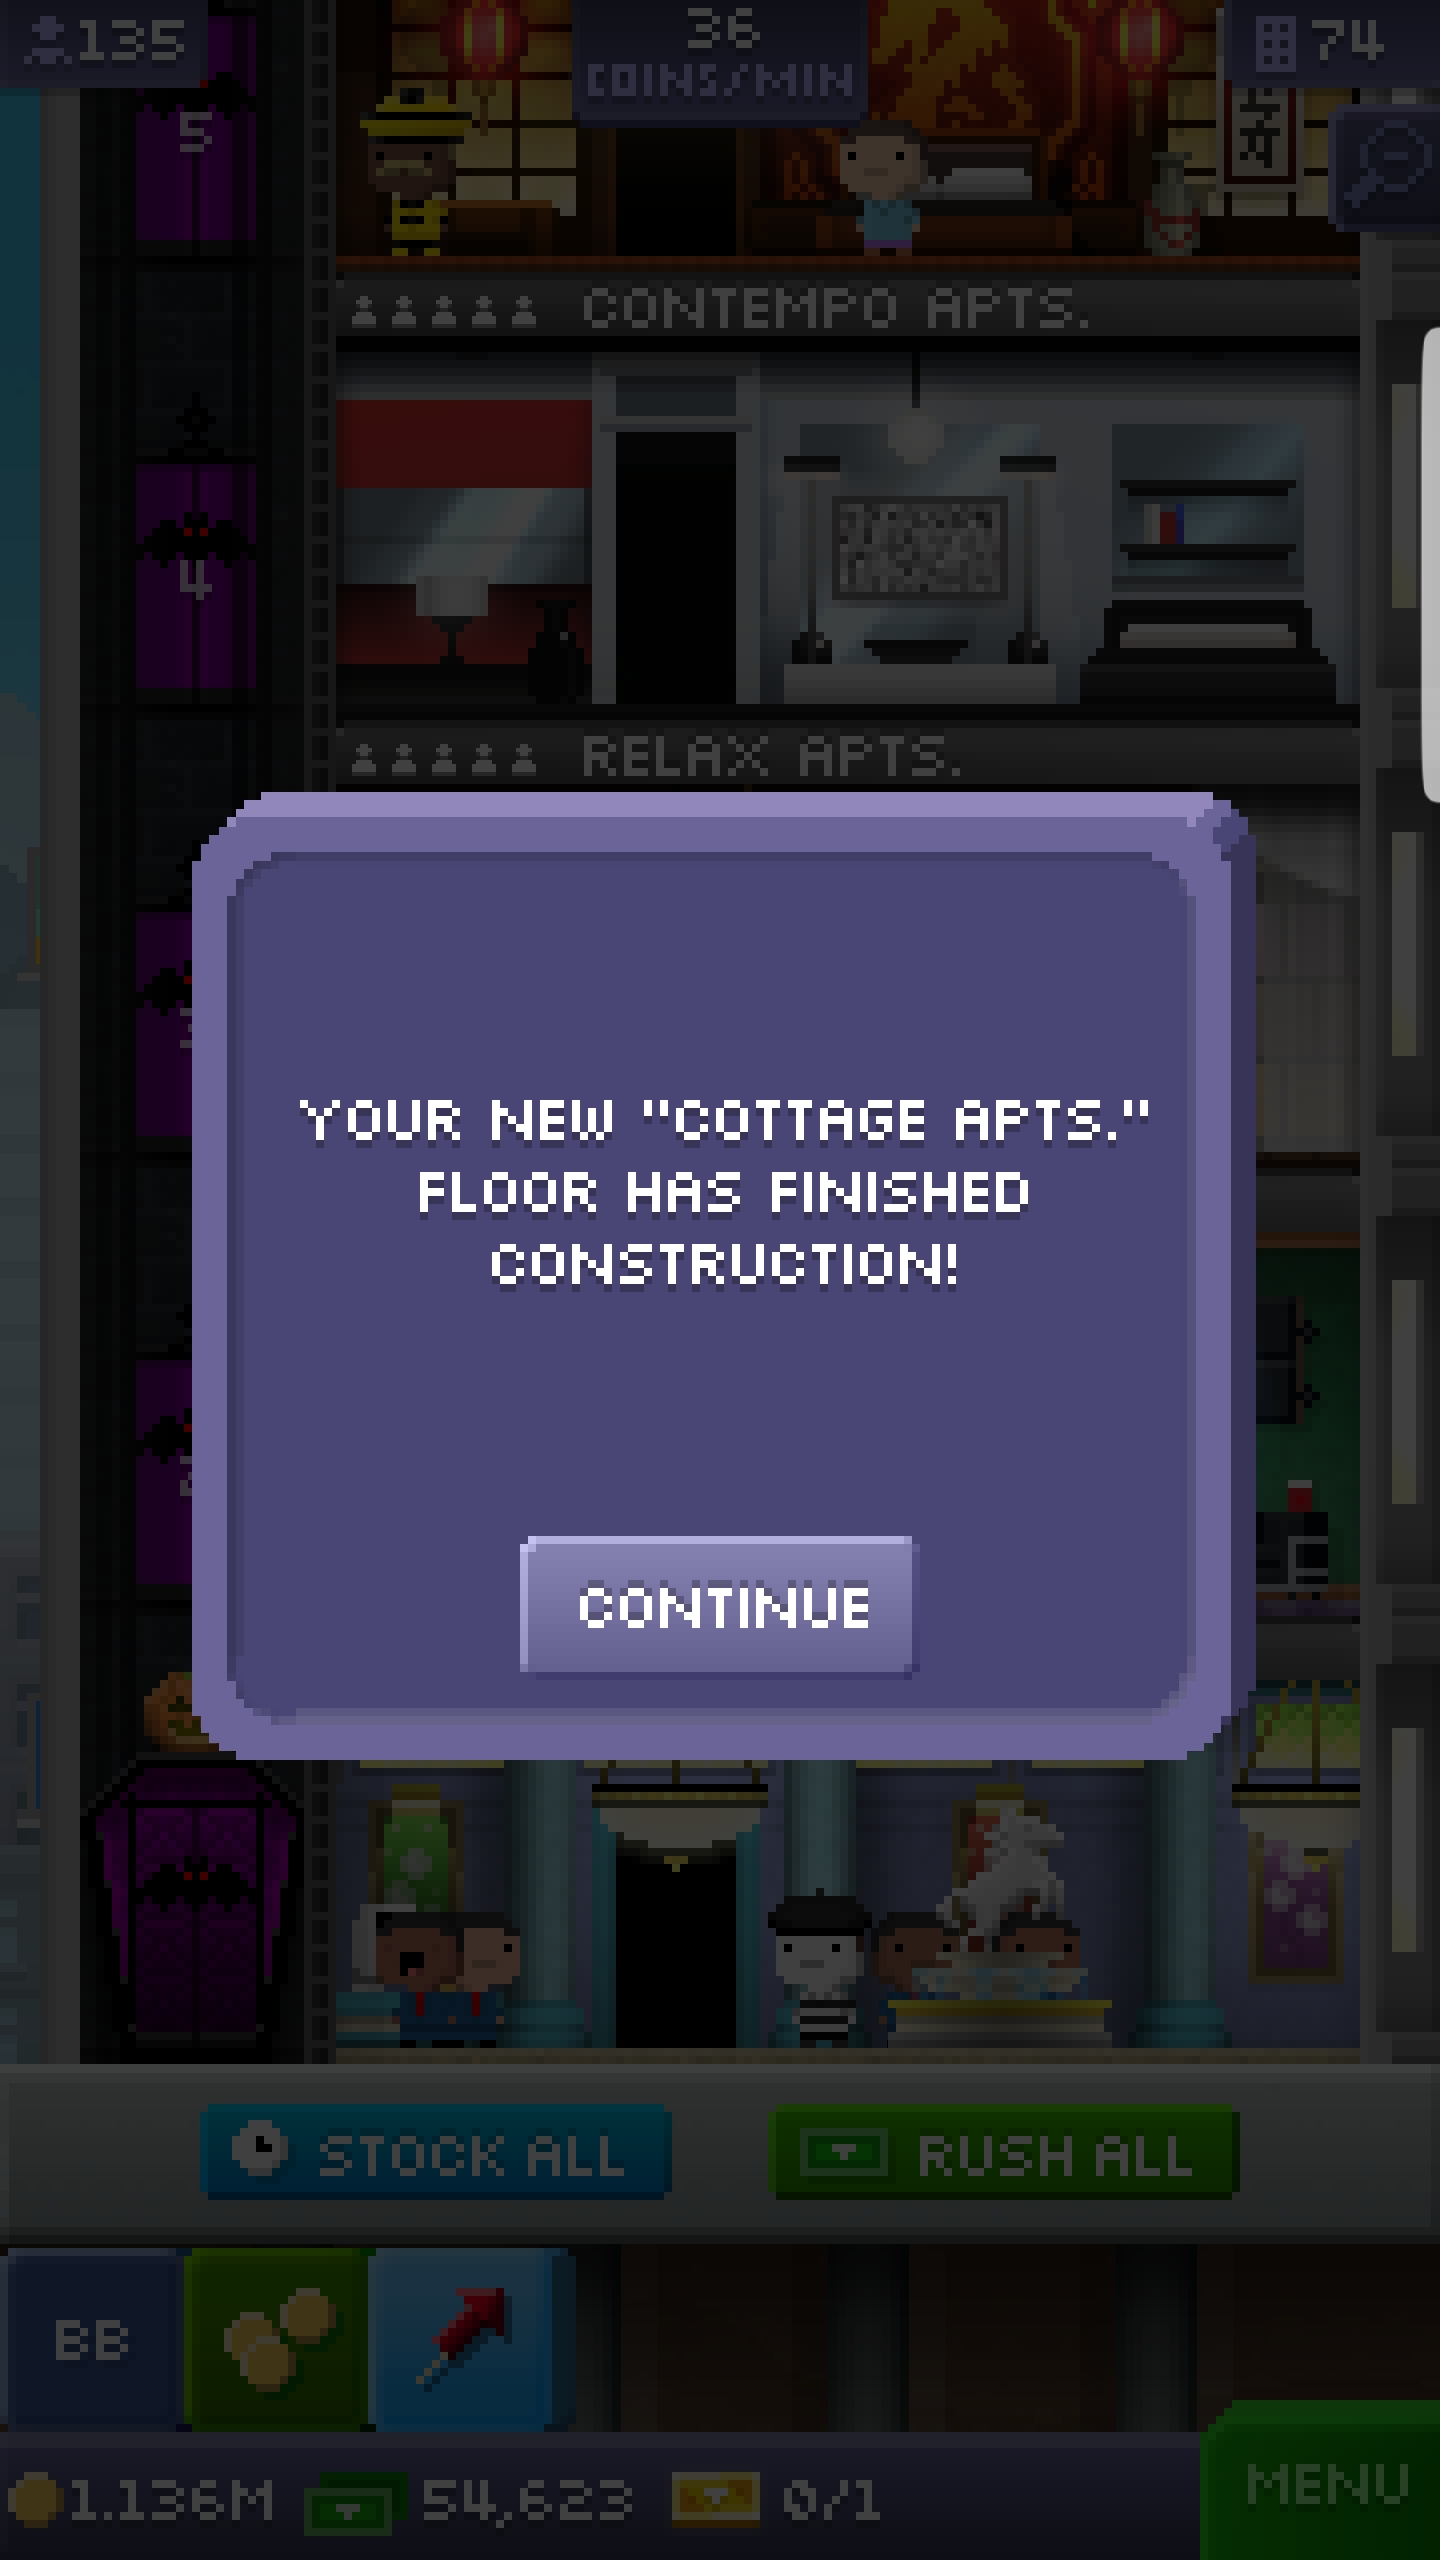 135
36
COINS/MIN
74
5
CONTEMPO APTS.
4
RELAX APTS.
YOUR NEW "COTTAGE APTS."
FLOOR HAS FINISHED
CONSTRUCTION!
CONTINUE
STOCK ALL
RUSH ALL
BB
1.136M
54,623
0/1
MENU